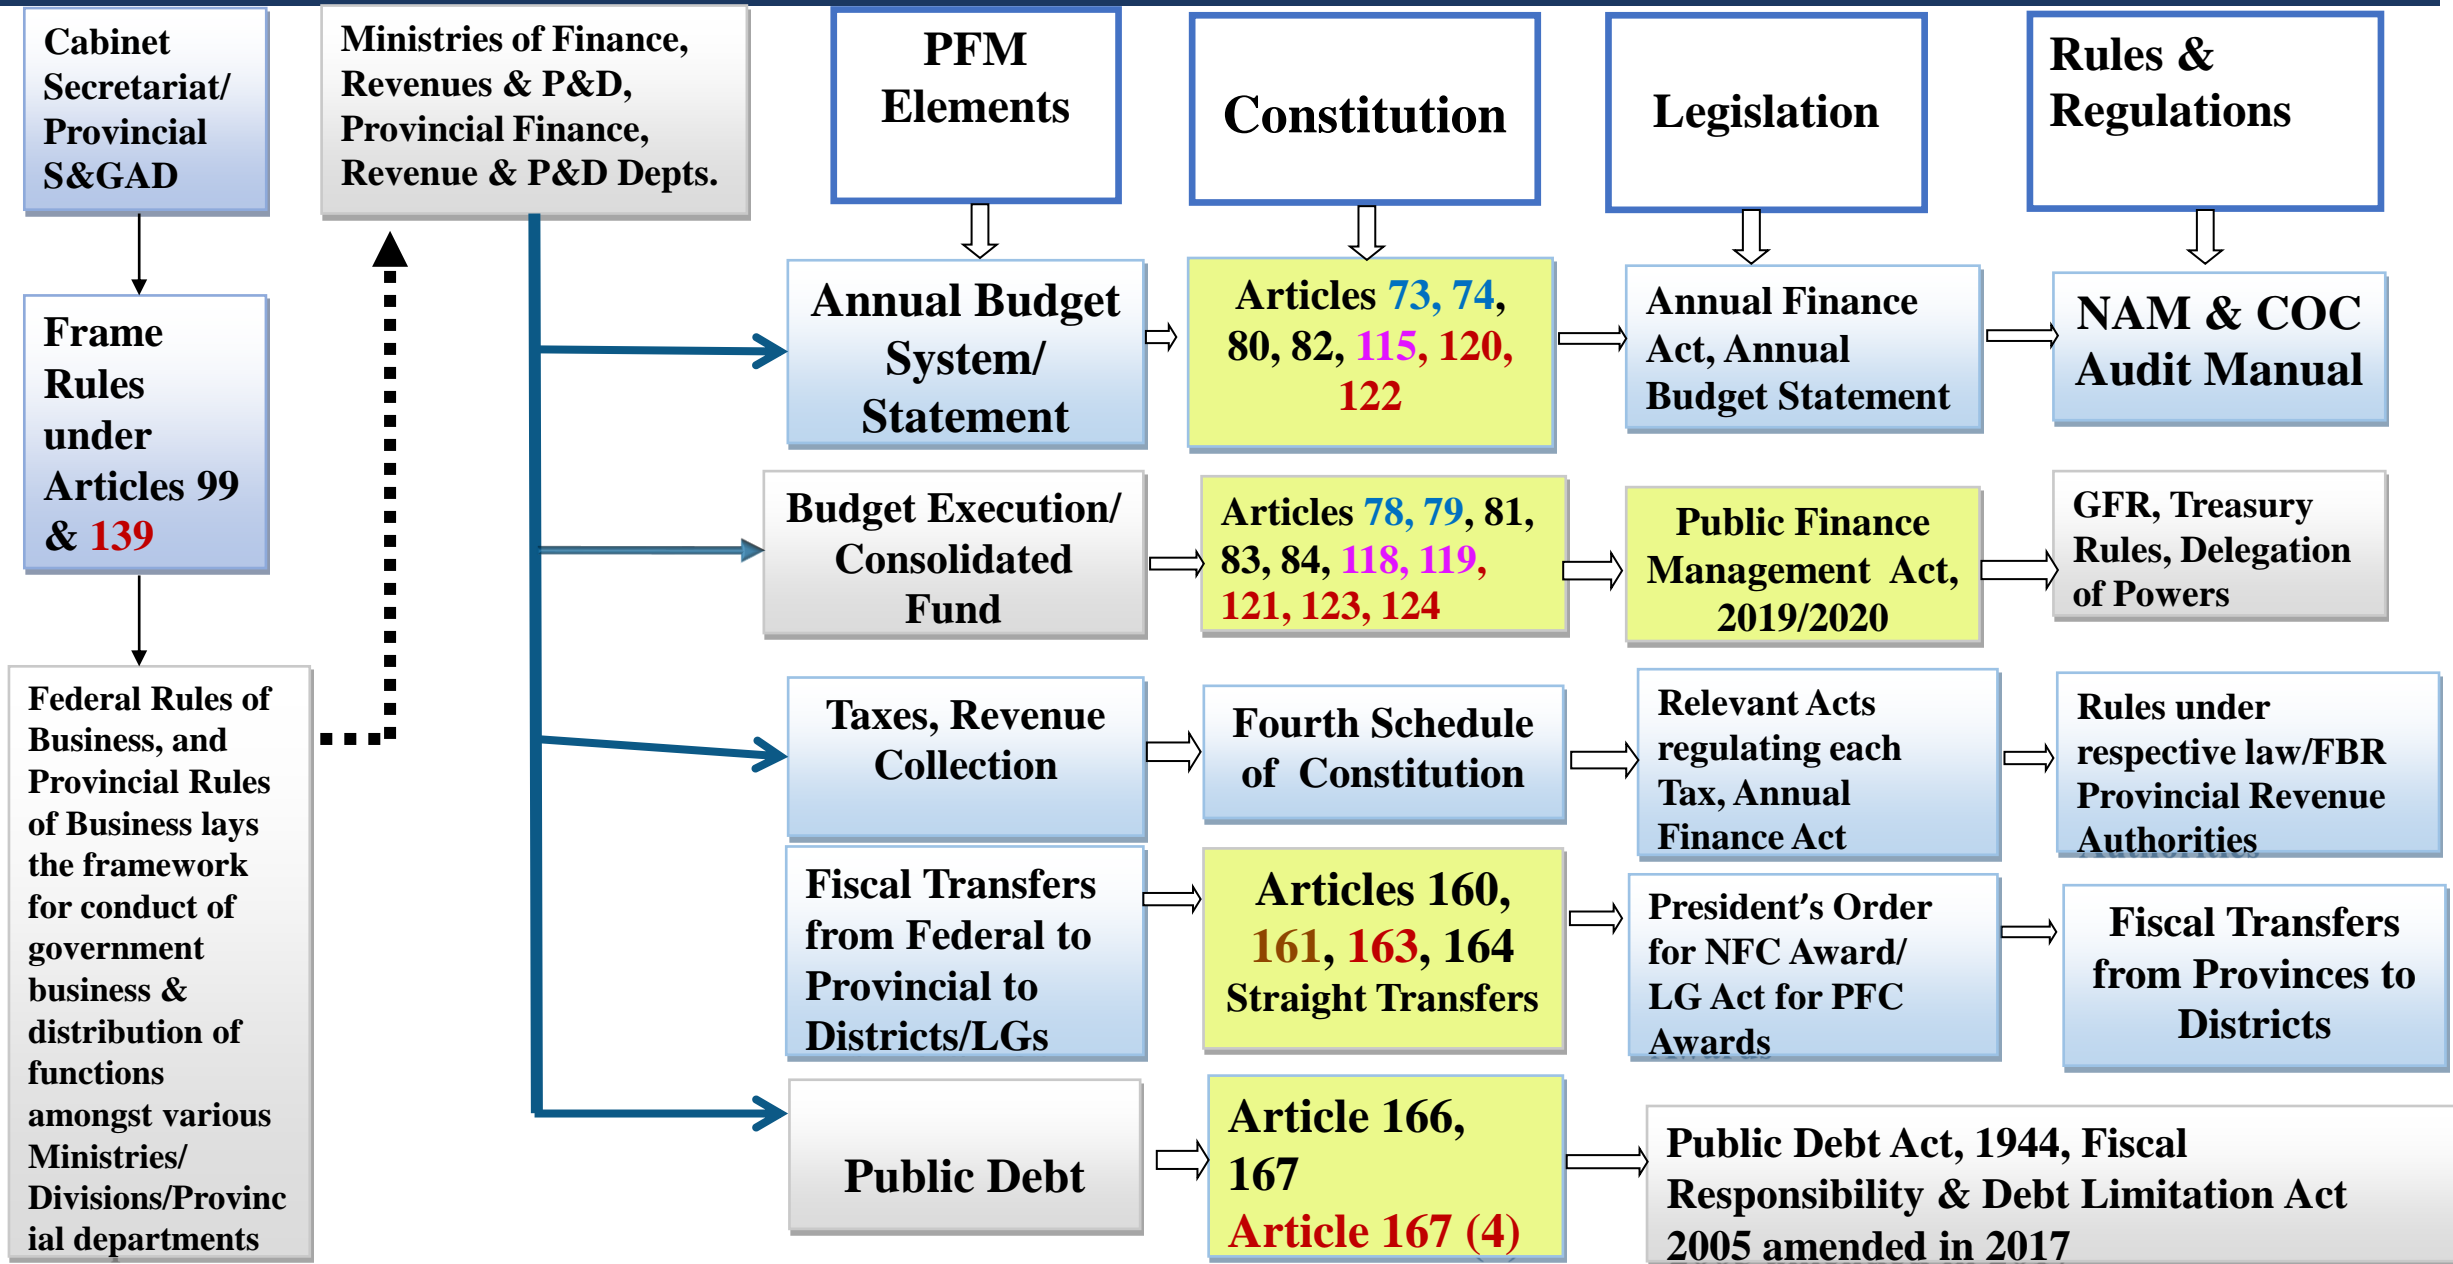 Cabinet
Secretariat/
Provincial
S&GAD
Ministries of Finance,
Revenues & P&D,
Provincial Finance,
Revenue & P&D Depts.
PFM
Elements
Constitution
Legislation
Rules &
Regulations
Frame
Rules
under
Articles 99
& 139
Annual Budget
System/
Statement
Articles 73, 74,
80, 82, 115, 120,
122
Annual Finance
Act, Annual
Budget Statement
NAM & COC
Audit Manual
Budget Execution/
Consolidated
Fund
Articles 78, 79, 81,
83, 84, 118, 119,
121, 123, 124
Public Finance
Management Act,
2019/2020
GFR, Treasury
Rules, Delegation
of Powers
Federal Rules of
Business, and
Provincial Rules
of Business lays
the framework
for conduct of
government
business &
distribution of
functions
amongst various
Ministries/
Divisions/Provinc
ial departments
Taxes, Revenue
Collection
Fourth Schedule
of Constitution
Relevant Acts
regulating each
Tax, Annual
Finance Act
Rules under
respective law/FBR
Provincial Revenue
Authorities
Fiscal Transfers
from Federal to
Provincial to
Districts/LGs
Articles 160,
161, 163, 164
Straight Transfers
President's Order
for NFC Award/
LG Act for PFC
Awards
Fiscal Transfers
from Provinces to
Districts
Public Debt
Article 166,
167
Article 167 (4)
Public Debt Act, 1944, Fiscal
Responsibility & Debt Limitation Act
2005 amended in 2017